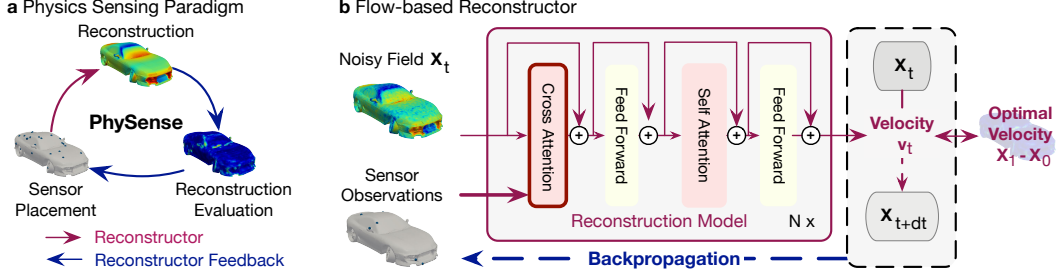 a Physics Sensing Paradigm
Reconstruction
PhySense
Sensor
Placement
Reconstruction
Evaluation
Reconstructor
Reconstructor Feedback
b Flow-based Reconstructor
Noisy Field X_t
Sensor
Observations
Cross Attention
+
Feed Forward
+
Self Attention
+
Feed Forward
+
Reconstruction Model
N x
Backpropagation
X_t
Velocity
v_t
X_{t+dt}
Optimal
Velocity
X_1 - X_0